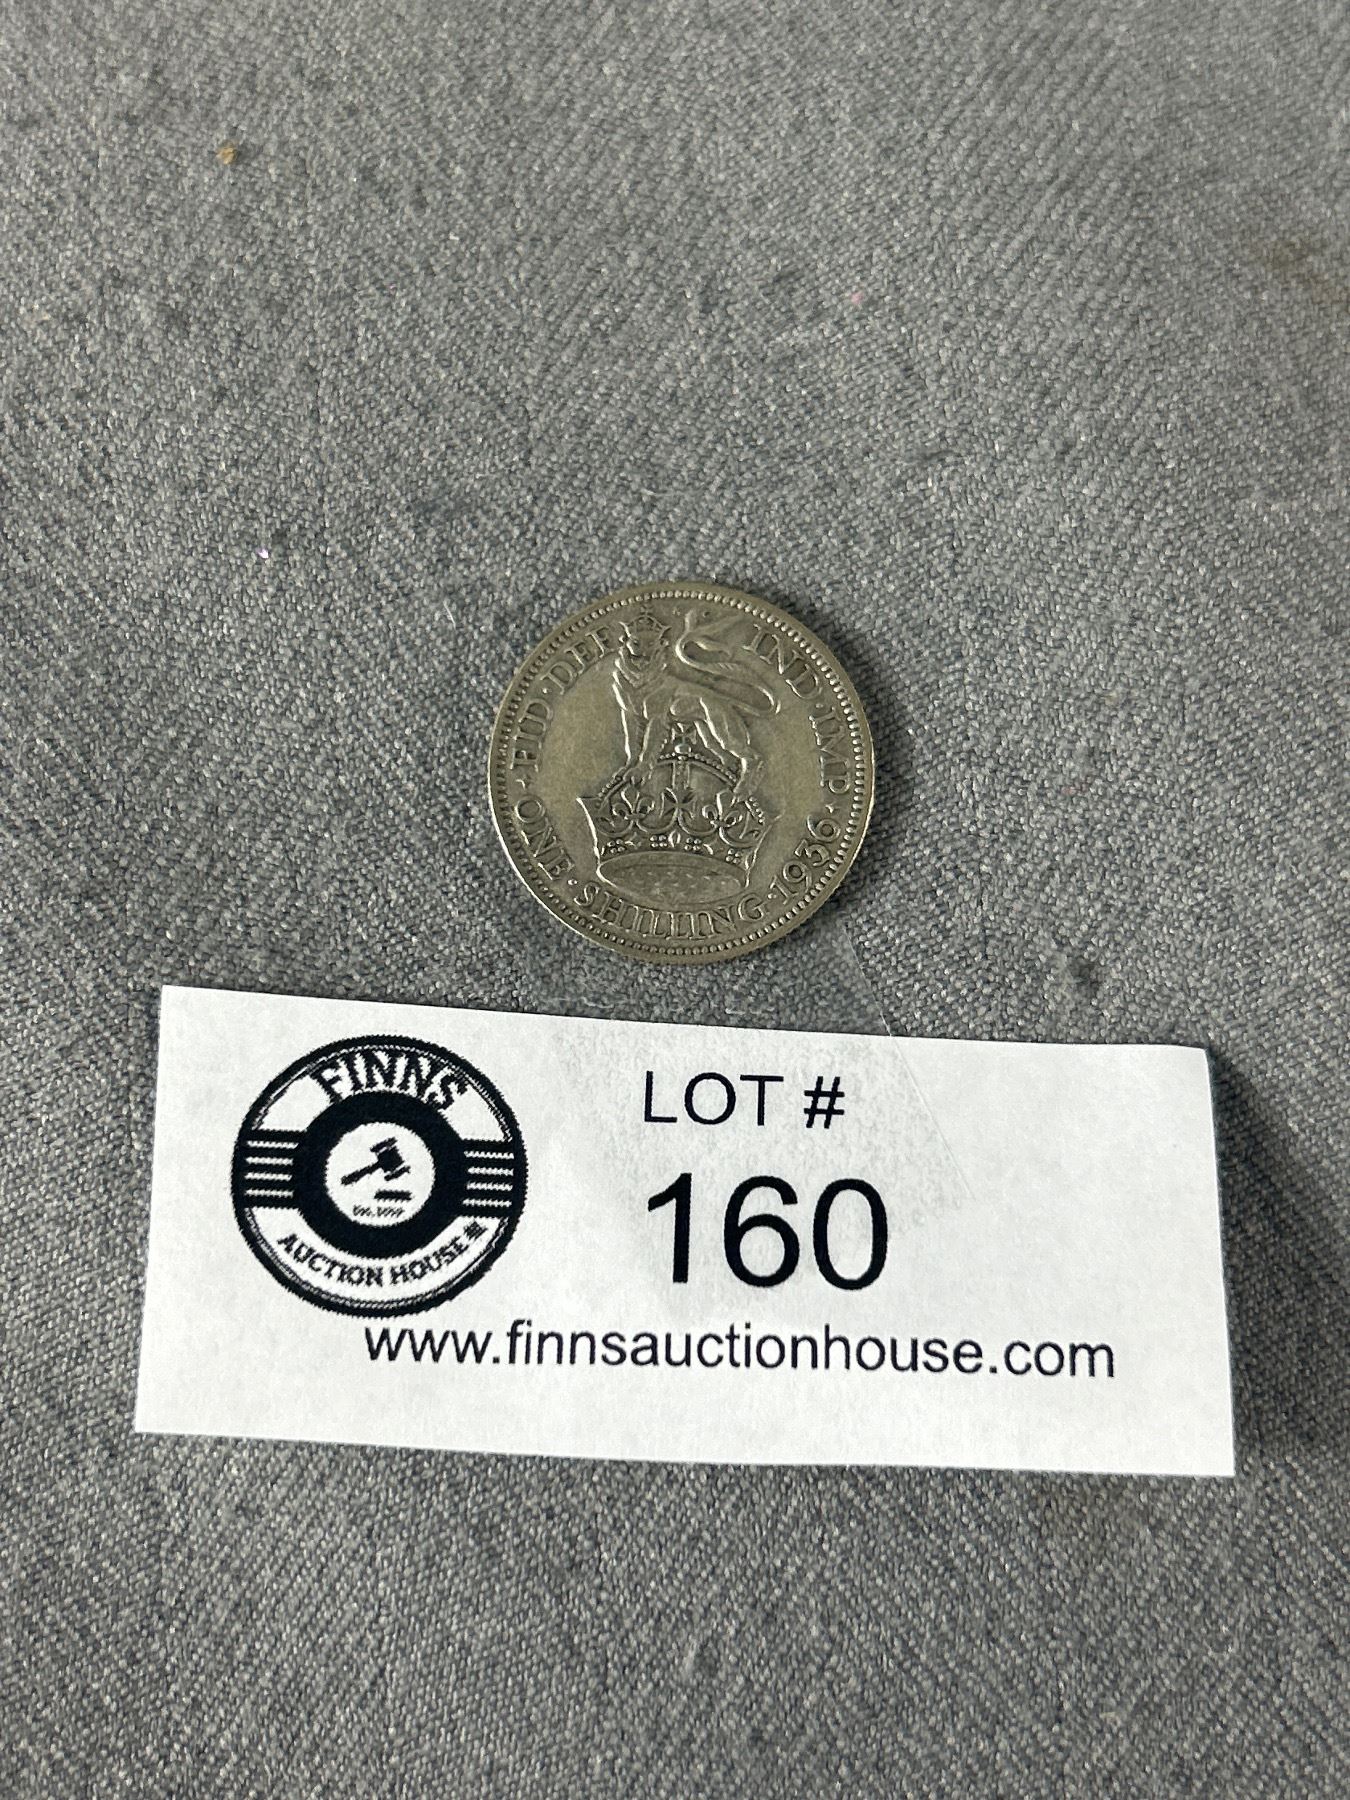 · FID · DEF IND · IMP ·
ONE · SHILLING · 1936
FINNS
AUCTION HOUSE
LOT #
160
www.finnsauctionhouse.com